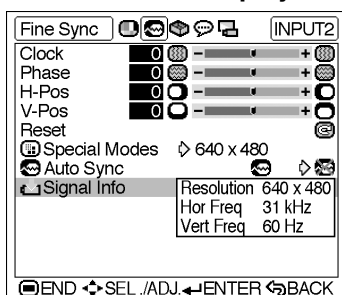 Fine Sync INPUT2
Clock 0 - +
Phase 0 - +
H-Pos 0 - +
V-Pos 0 - +
Reset
Special Modes 640 x 480
Auto Sync
Signal Info
Resolution 640 x 480
Hor Freq 31 kHz
Vert Freq 60 Hz
END SEL./ADJ. ENTER BACK